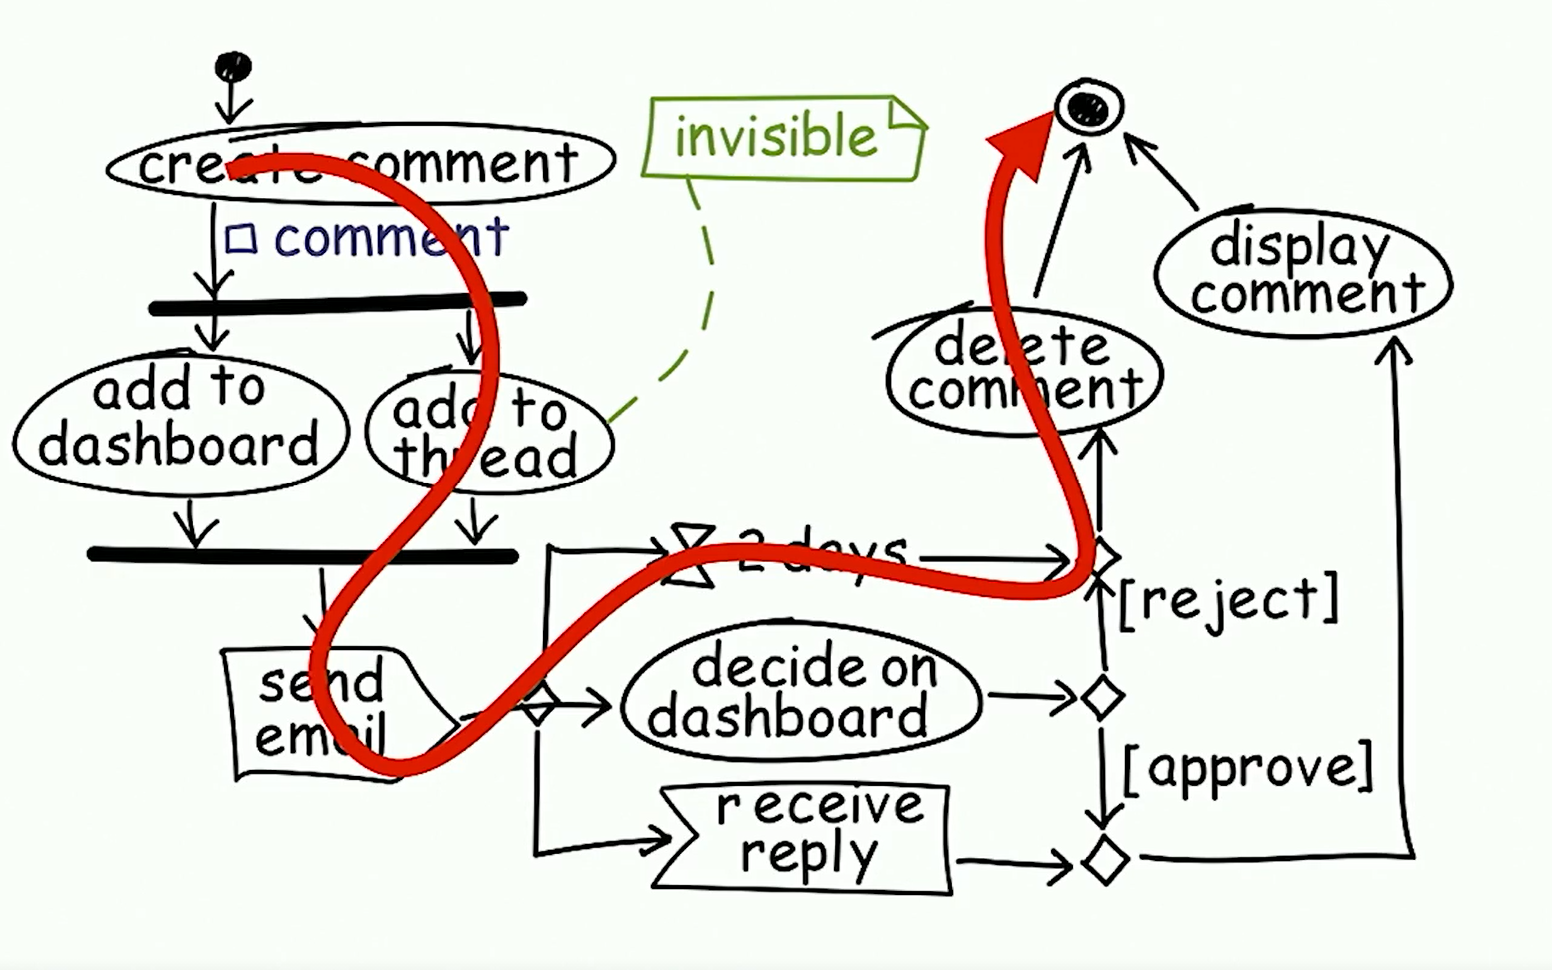 create comment
invisible
comment
display
comment
delete
comment
add to
dashboard
add to
thread
2 days
[reject]
send
email
decide on
dashboard
[approve]
receive
reply